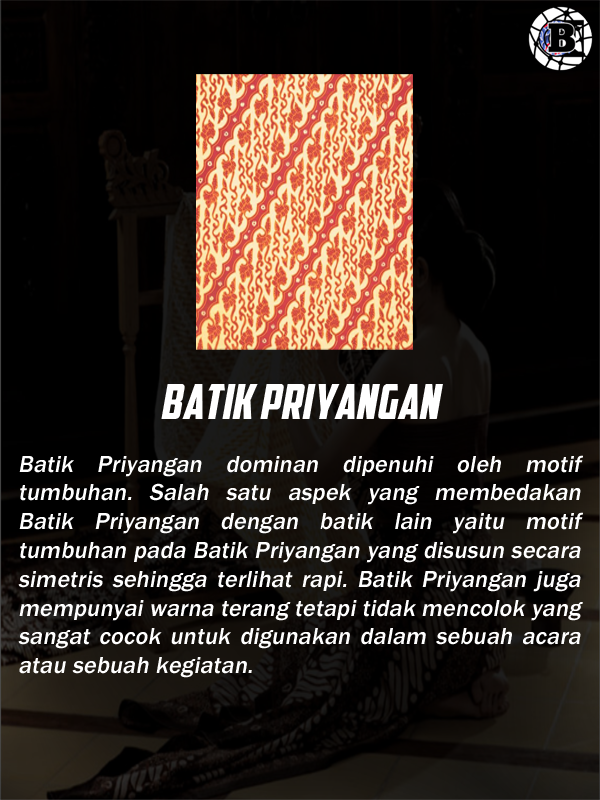 B
BATIK PRIYANGAN
Batik Priyangan dominan dipenuhi oleh motif
tumbuhan. Salah satu aspek yang membedakan
Batik Priyangan dengan batik lain yaitu motif
tumbuhan pada Batik Priyangan yang disusun secara
simetris sehingga terlihat rapi. Batik Priyangan juga
mempunyai warna terang tetapi tidak mencolok yang
sangat cocok untuk digunakan dalam sebuah acara
atau sebuah kegiatan.